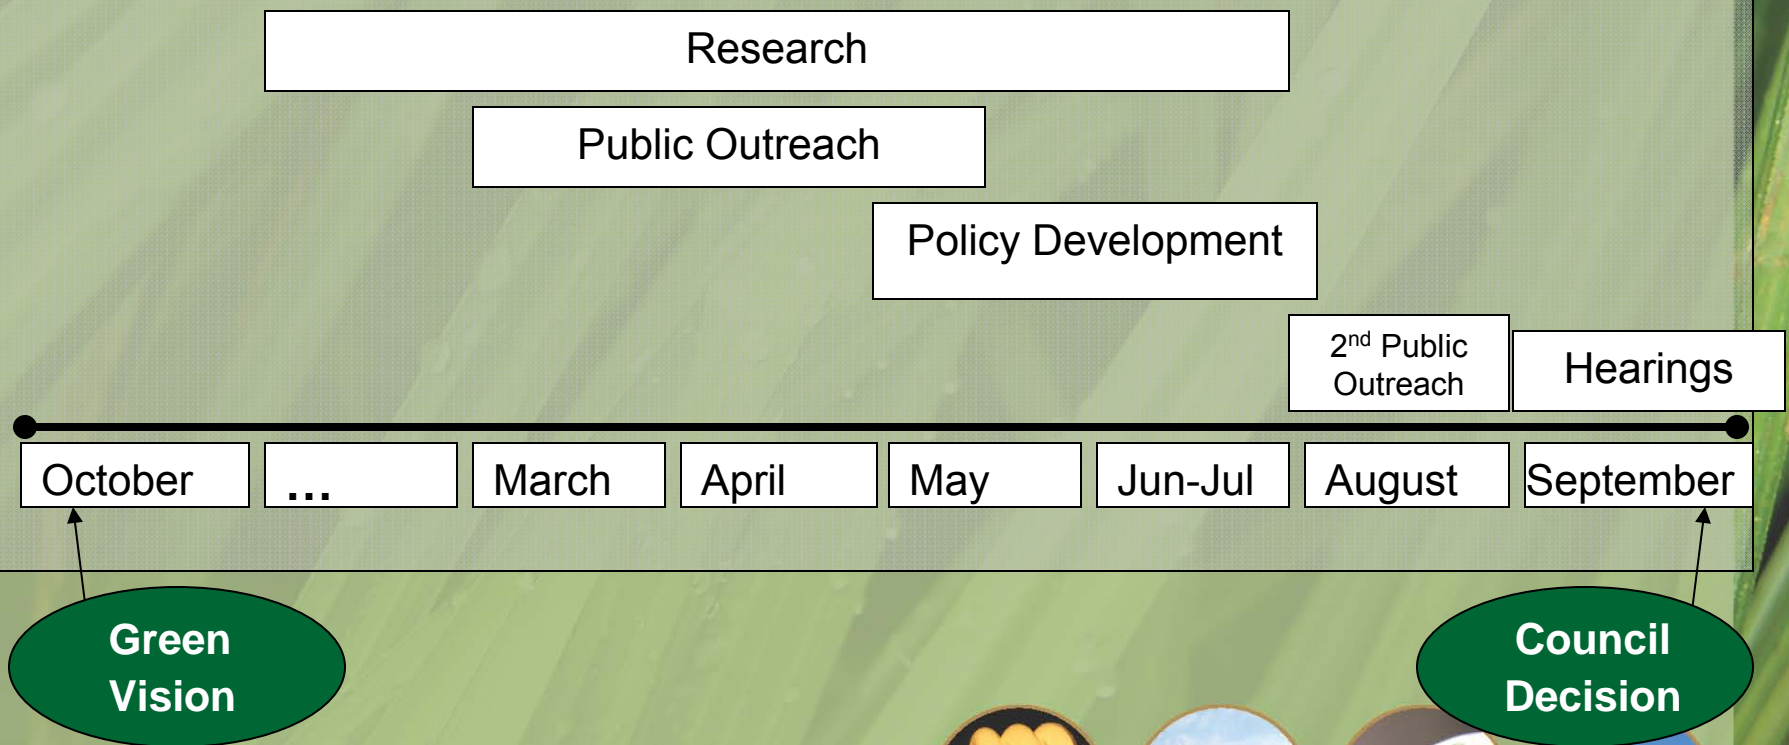 Research
Public Outreach
Policy Development
2nd Public
Outreach
Hearings
October
...
March
April
May
Jun-Jul
August
September
Green
Vision
Council
Decision